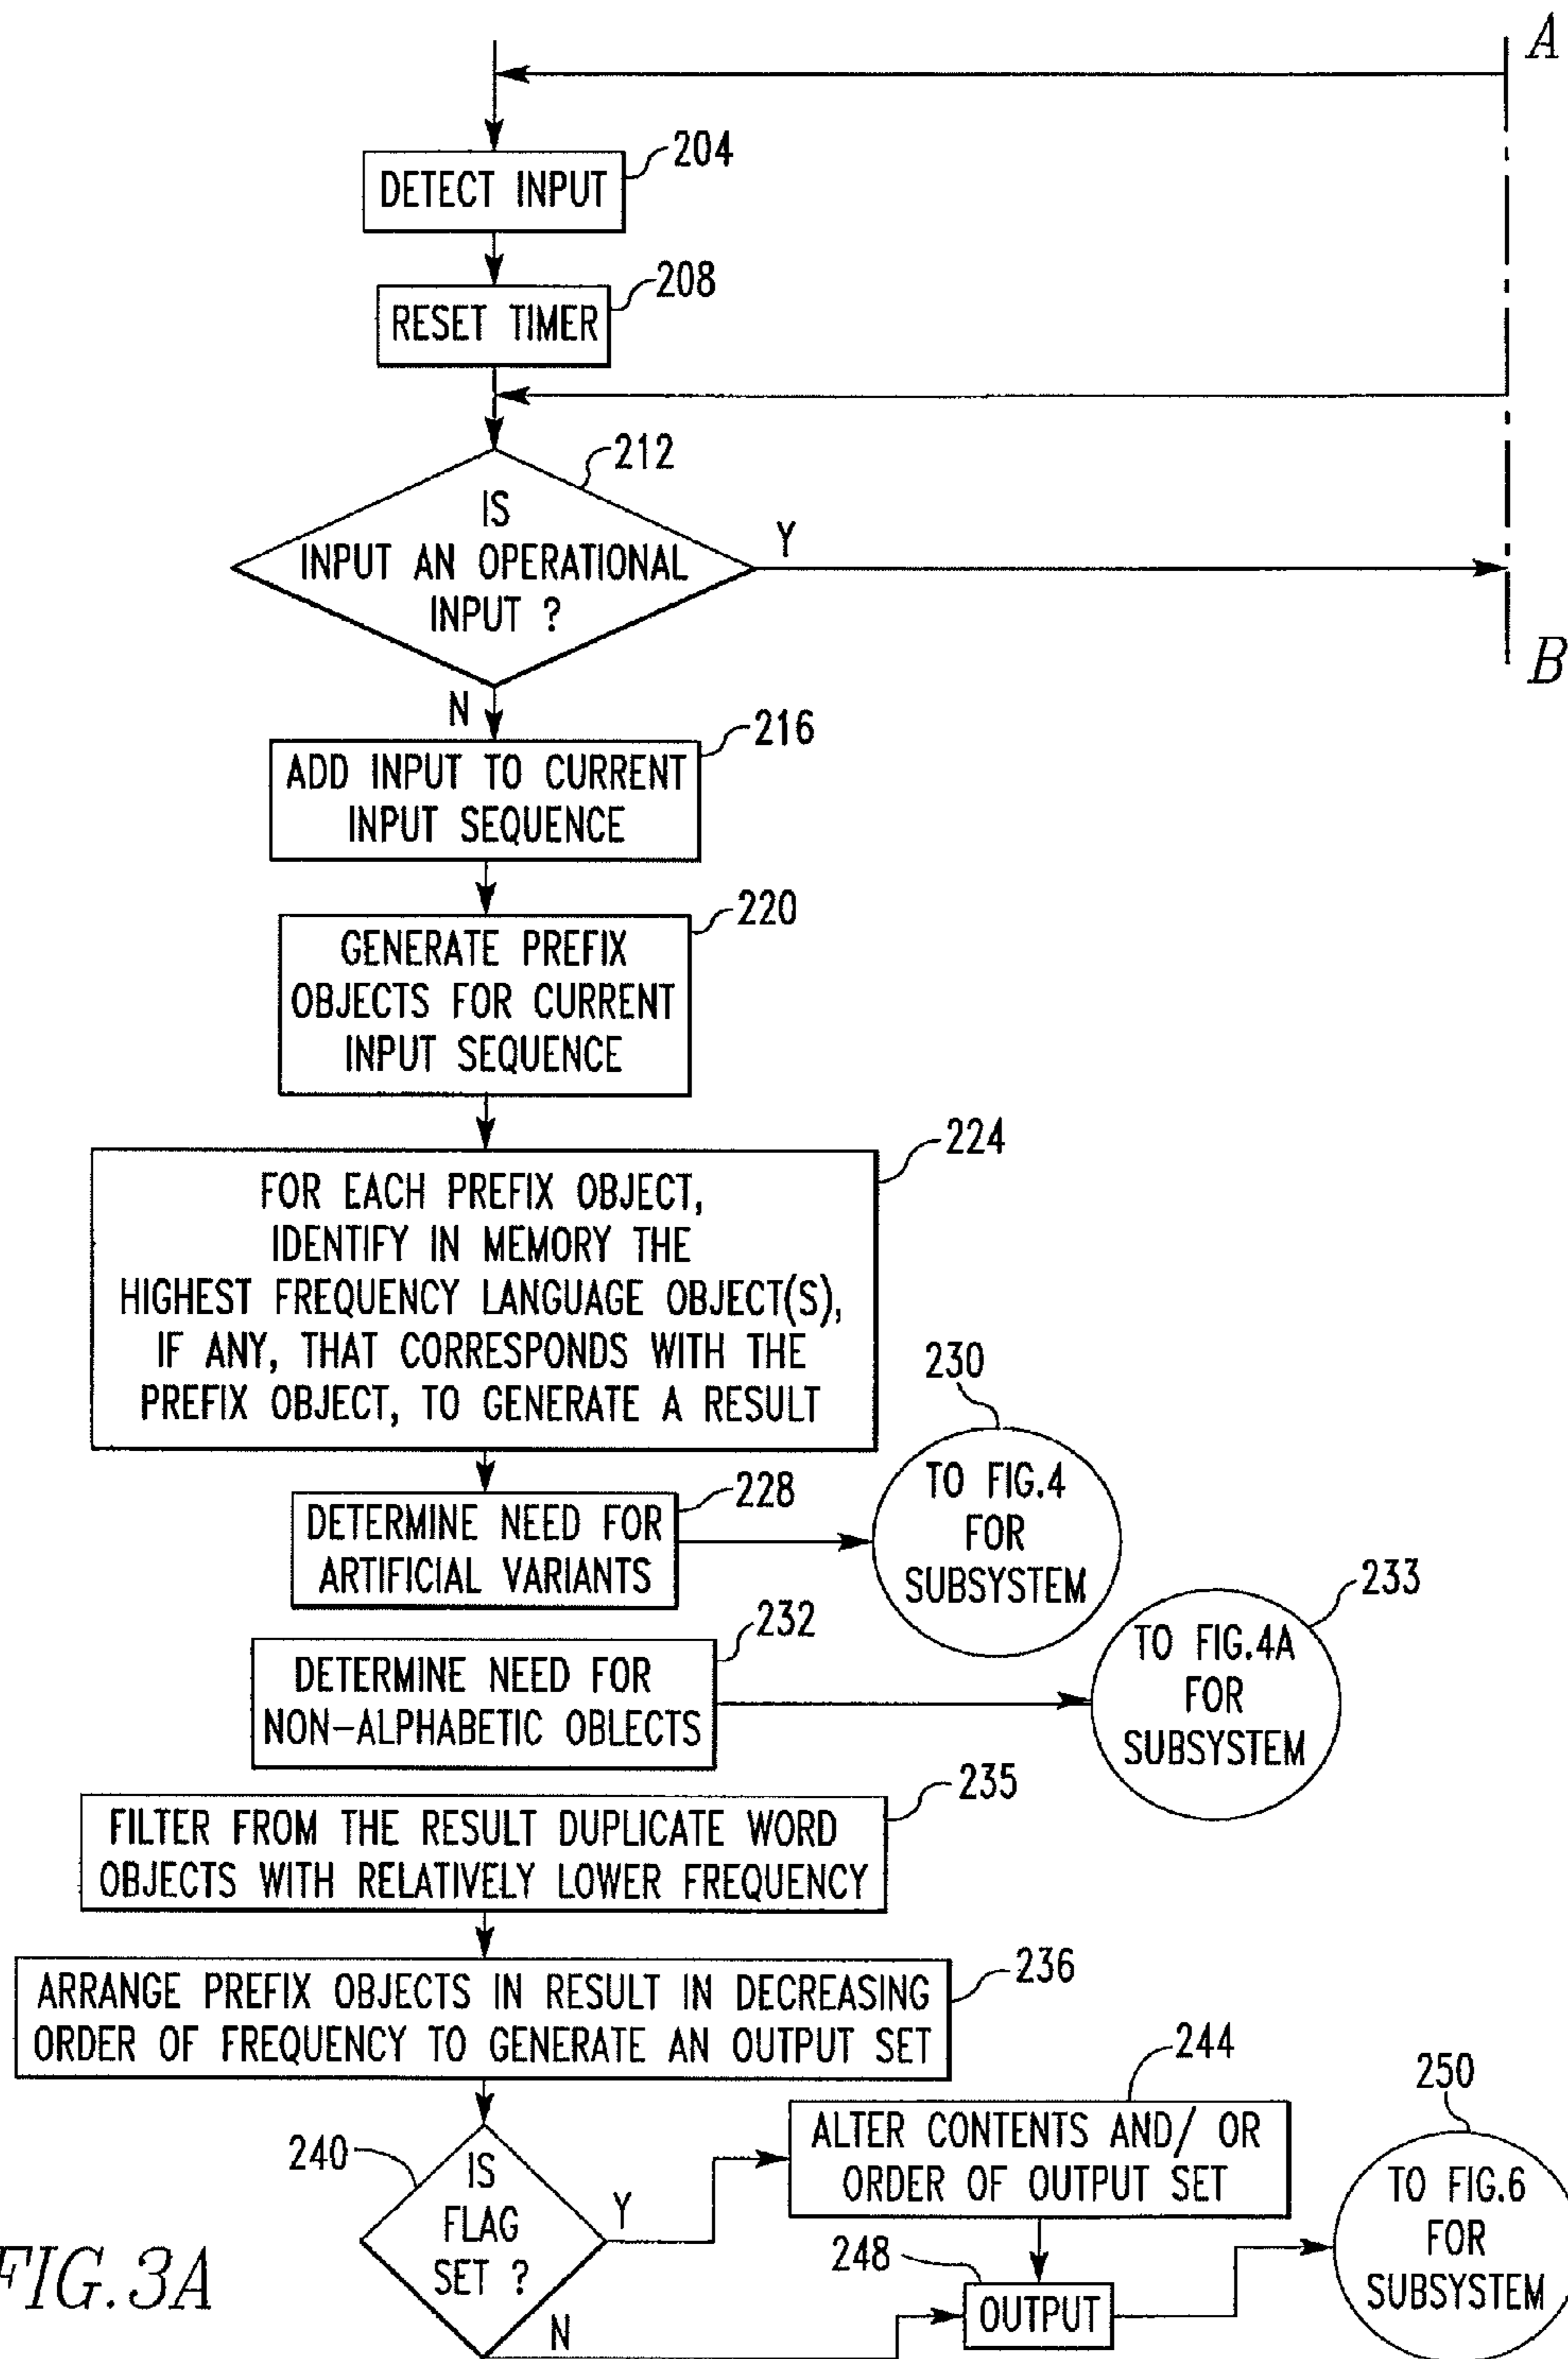 A
204
DETECT INPUT
208
RESET TIMER
212
IS
INPUT AN OPERATIONAL
INPUT ?
Y
B
N
216
ADD INPUT TO CURRENT
INPUT SEQUENCE
220
GENERATE PREFIX
OBJECTS FOR CURRENT
INPUT SEQUENCE
224
FOR EACH PREFIX OBJECT,
IDENTIFY IN MEMORY THE
HIGHEST FREQUENCY LANGUAGE OBJECT(S),
IF ANY, THAT CORRESPONDS WITH THE
PREFIX OBJECT, TO GENERATE A RESULT
230
TO FIG.4
FOR
SUBSYSTEM
228
DETERMINE NEED FOR
ARTIFICIAL VARIANTS
233
TO FIG.4A
FOR
SUBSYSTEM
232
DETERMINE NEED FOR
NON-ALPHABETIC OBLECTS
235
FILTER FROM THE RESULT DUPLICATE WORD
OBJECTS WITH RELATIVELY LOWER FREQUENCY
236
ARRANGE PREFIX OBJECTS IN RESULT IN DECREASING
ORDER OF FREQUENCY TO GENERATE AN OUTPUT SET
240
IS
FLAG
SET ?
Y
244
ALTER CONTENTS AND/ OR
ORDER OF OUTPUT SET
250
TO FIG.6
FOR
SUBSYSTEM
248
OUTPUT
N
FIG.3A